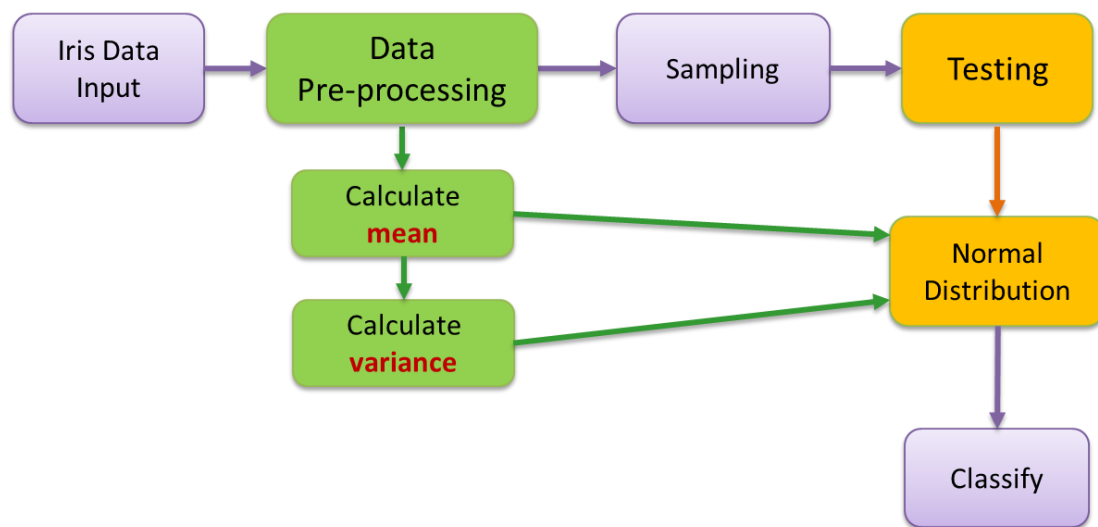 Iris Data
Input
Data
Pre-processing
Sampling
Testing
Calculate
mean
Calculate
variance
Normal
Distribution
Classify